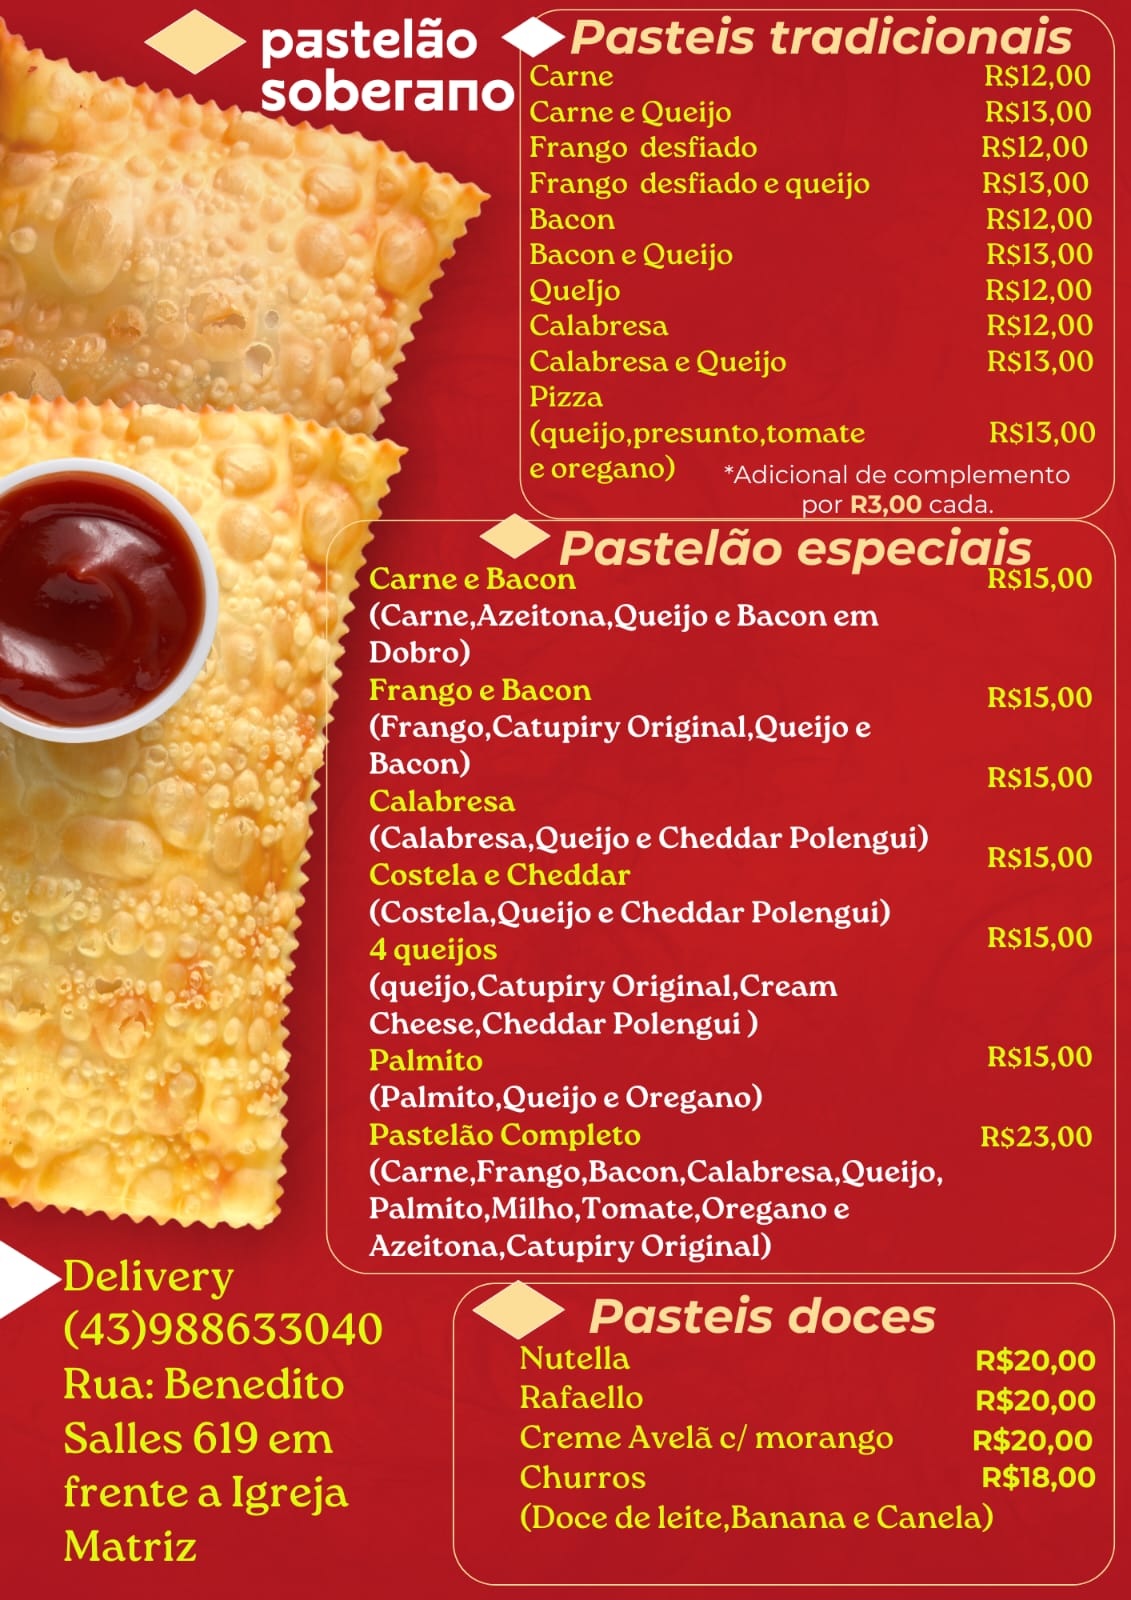 pastelão
soberano
Pasteis tradicionais
Carne R$12,00
Carne e Queijo R$13,00
Frango desfiado R$12,00
Frango desfiado e queijo R$13,00
Bacon R$12,00
Bacon e Queijo R$13,00
QueIjo R$12,00
Calabresa R$12,00
Calabresa e Queijo R$13,00
Pizza
(queijo,presunto,tomate R$13,00
e oregano)
*Adicional de complemento
por R3,00 cada.
Pastelão especiais
Carne e Bacon R$15,00
(Carne,Azeitona,Queijo e Bacon em
Dobro)
Frango e Bacon R$15,00
(Frango,Catupiry Original,Queijo e
Bacon)
Calabresa R$15,00
(Calabresa,Queijo e Cheddar Polengui)
Costela e Cheddar R$15,00
(Costela,Queijo e Cheddar Polengui)
4 queijos R$15,00
(queijo,Catupiry Original,Cream
Cheese,Cheddar Polengui )
Palmito R$15,00
(Palmito,Queijo e Oregano)
Pastelão Completo R$23,00
(Carne,Frango,Bacon,Calabresa,Queijo,
Palmito,Milho,Tomate,Oregano e
Azeitona,Catupiry Original)
Delivery
(43)988633040
Rua: Benedito
Salles 619 em
frente a Igreja
Matriz
Pasteis doces
Nutella R$20,00
Rafaello R$20,00
Creme Avelã c/ morango R$20,00
Churros R$18,00
(Doce de leite,Banana e Canela)